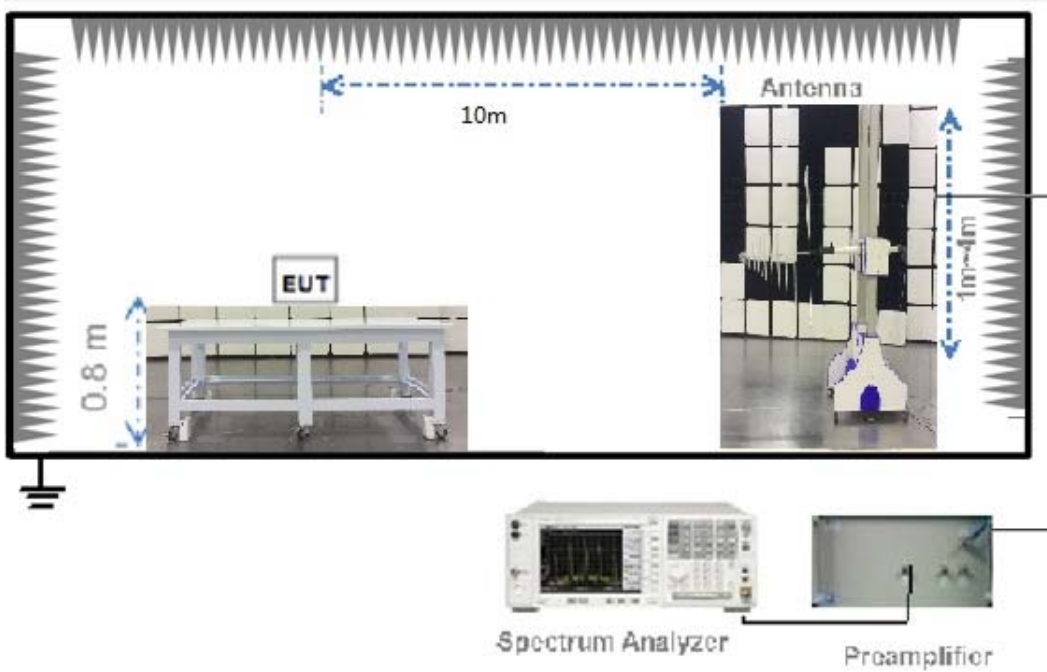 Antenna
10m
1m~4m
EUT
0.8 m
Spectrum Analyzer
Preamplifier